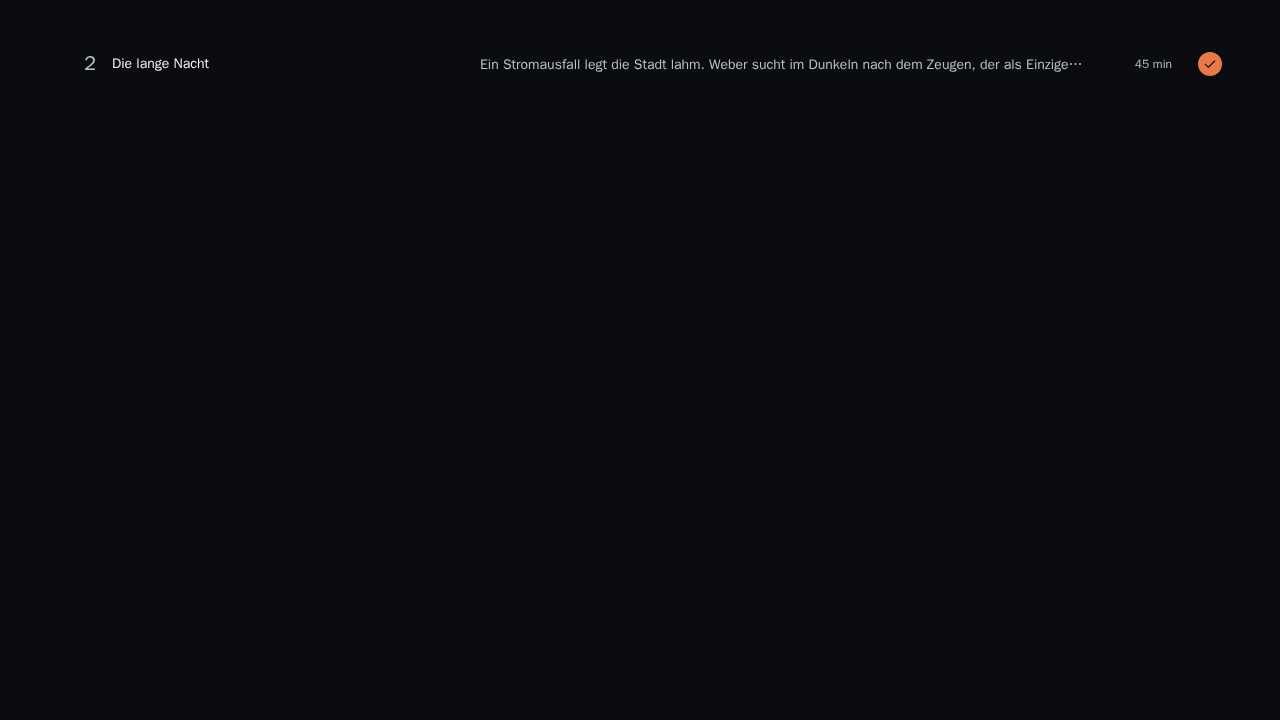 2 Die lange Nacht Ein Stromausfall legt die Stadt lahm. Weber sucht im Dunkeln nach dem Zeugen, der als Einzige… 45 min